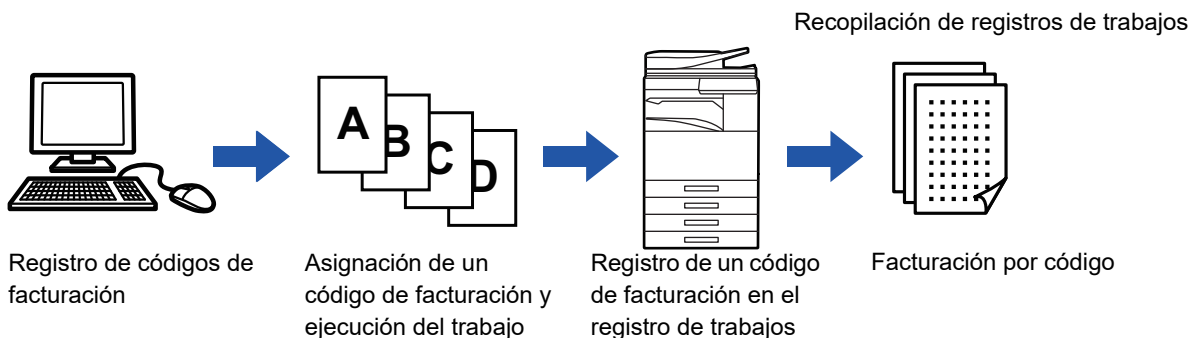 Recopilación de registros de trabajos
A
B
C
D
Registro de códigos de
facturación
Asignación de un
código de facturación y
ejecución del trabajo
Registro de un código
de facturación en el
registro de trabajos
Facturación por código